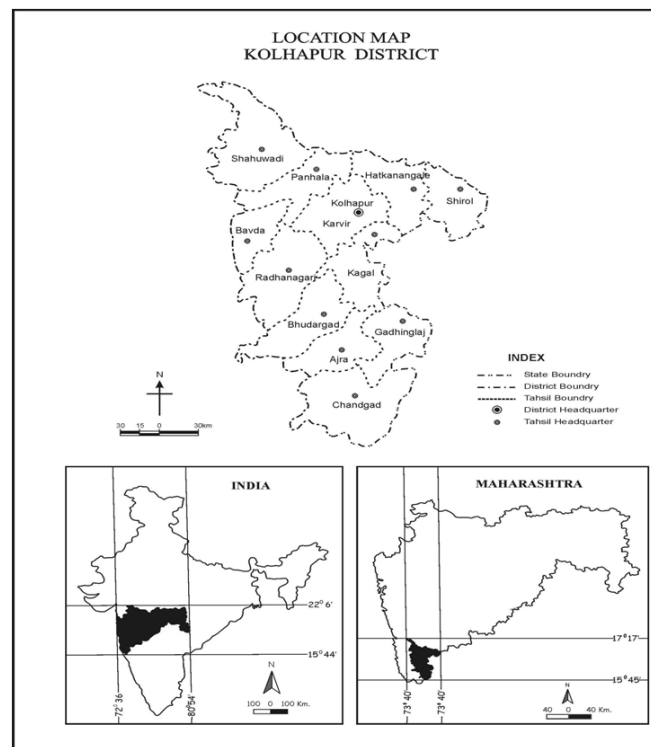 LOCATION MAP
KOLHAPUR DISTRICT
Shahuwadi
Panhala
Hatkanangale
Shirol
Kolhapur
Karvir
Bavda
Radhanagari
Kagal
Bhudargad
Gadhinglaj
Ajra
Chandgad
N
30 15 0 30km
INDEX
State Boundry
District Boundry
Tahsil Boundry
District Headquarter
Tahsil Headquarter
INDIA
22°6'
15°44'
72°36'
80°54'
N
100 0 100 Km.
MAHARASHTRA
17°17'
15°45'
73°40'
73°40'
N
40 0 40 Km.